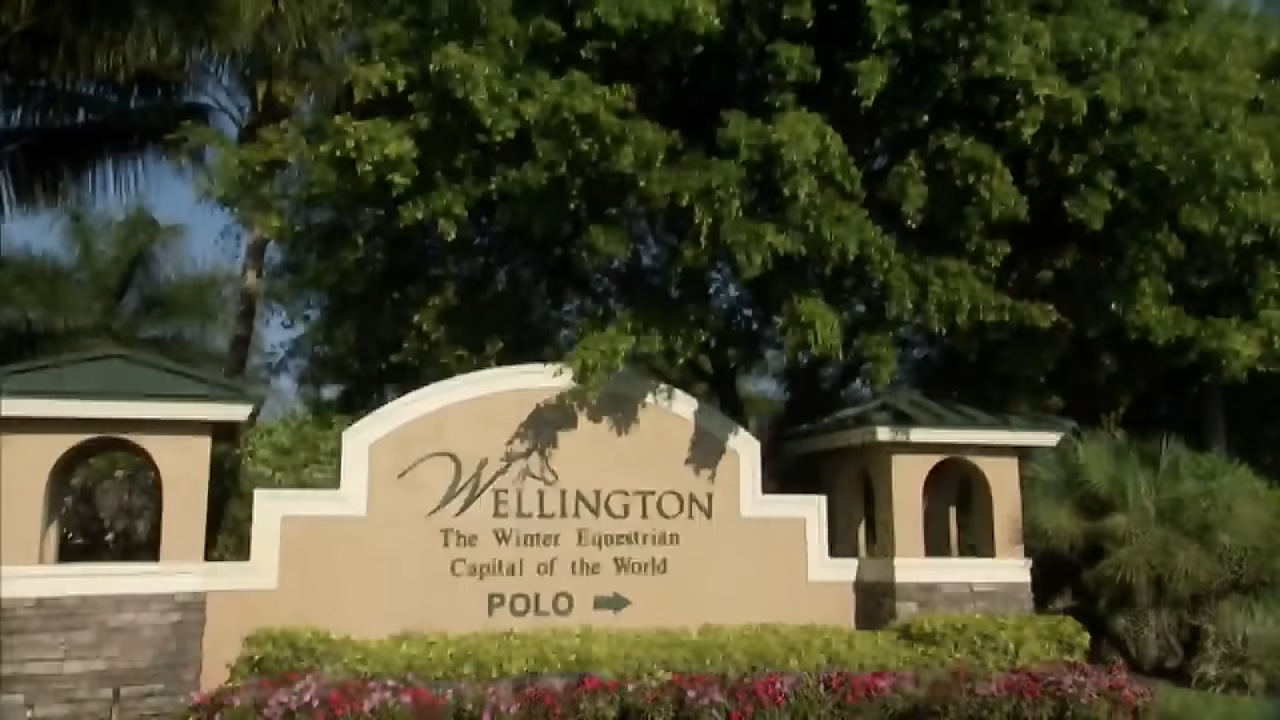 WELLINGTON
The Winter Equestrian
Capital of the World
POLO